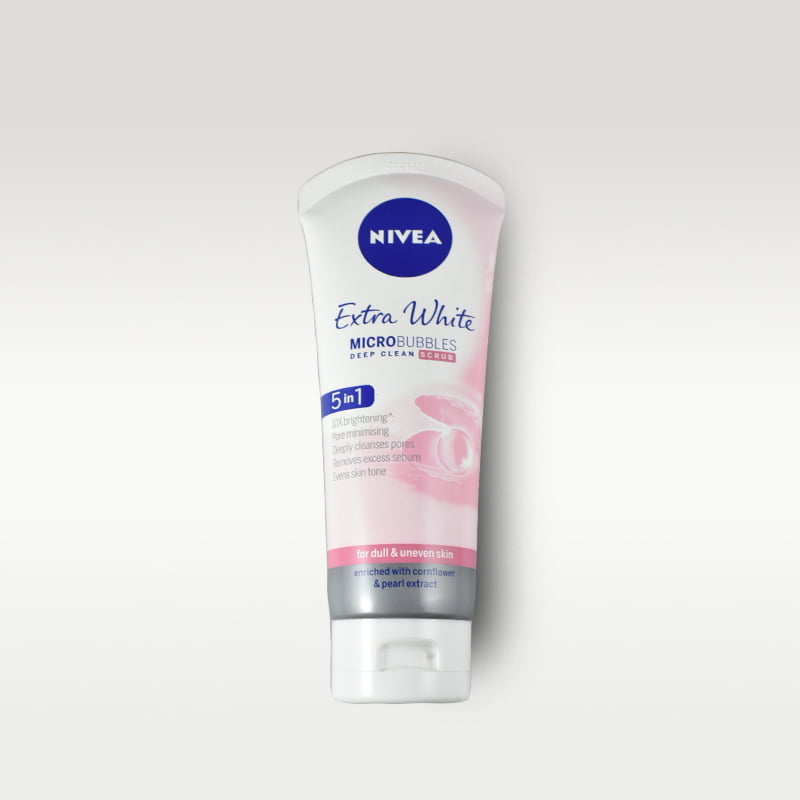 NIVEA
Extra White
MICROBUBBLES
DEEP CLEAN SCRUB
5 in 1
10X brightening^
Pore minimising
Deeply cleanses pores
Removes excess sebum
Evens skin tone
for dull & uneven skin
enriched with cornflower
& pearl extract